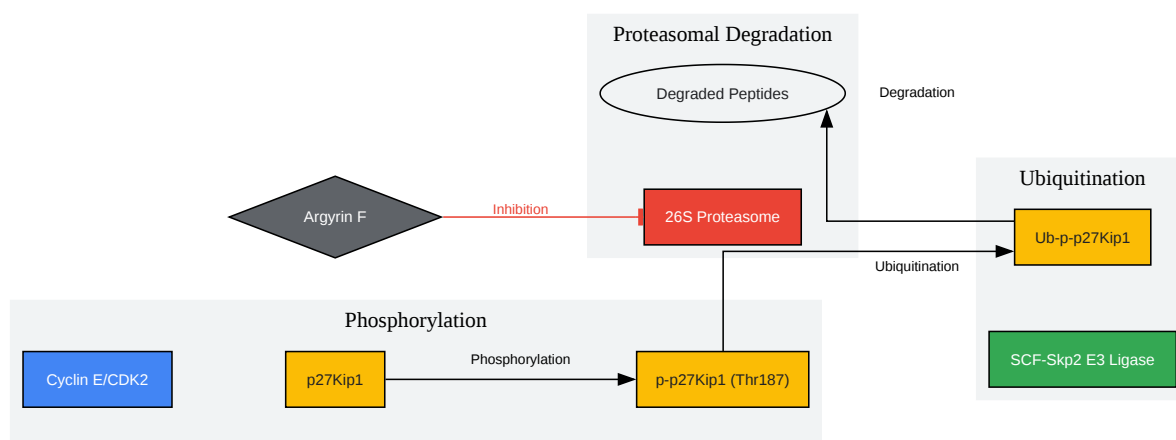 Proteasomal Degradation
Degraded Peptides
Degradation
Ubiquitination
Argyrin F
Inhibition
26S Proteasome
Ub-p-p27Kip1
Ubiquitination
Phosphorylation
Cyclin E/CDK2
p27Kip1
Phosphorylation
p-p27Kip1 (Thr187)
SCF-Skp2 E3 Ligase